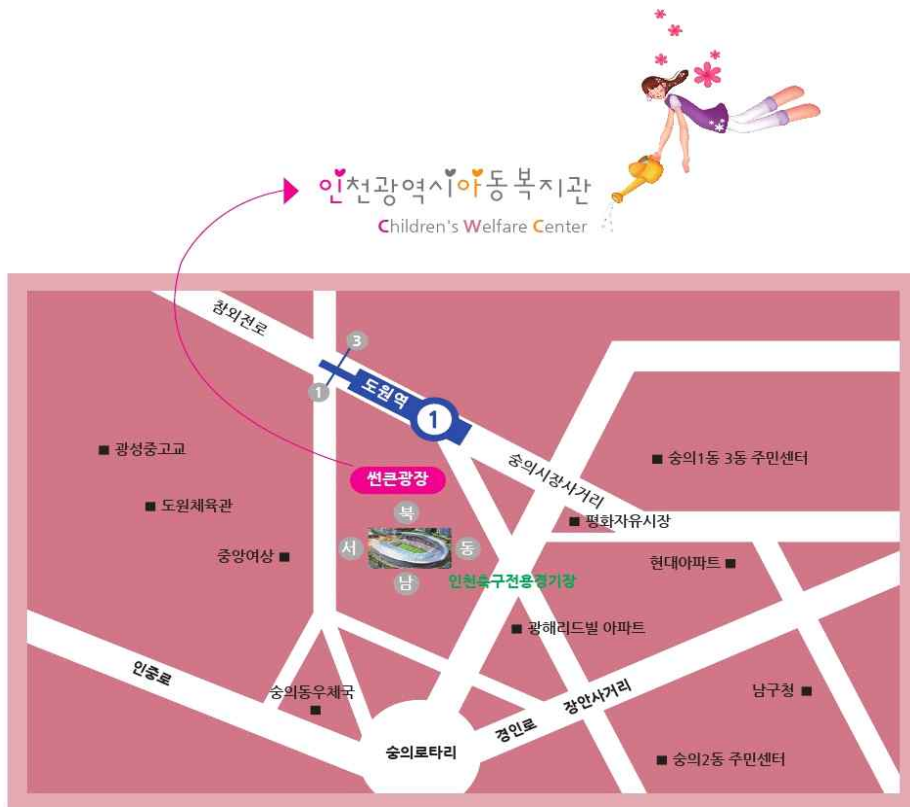 인천광역시아동복지관
Children's Welfare Center
참외전로
3
1
도원역
1
광성중고교
썬큰광장
숭의시장사거리
숭의1동 3동 주민센터
도원체육관
북
평화자유시장
서
동
중앙여상
현대아파트
남
인천축구전용경기장
광해리드빌 아파트
인중로
숭의동우체국
장안사거리
남구청
경인로
숭의로타리
숭의2동 주민센터